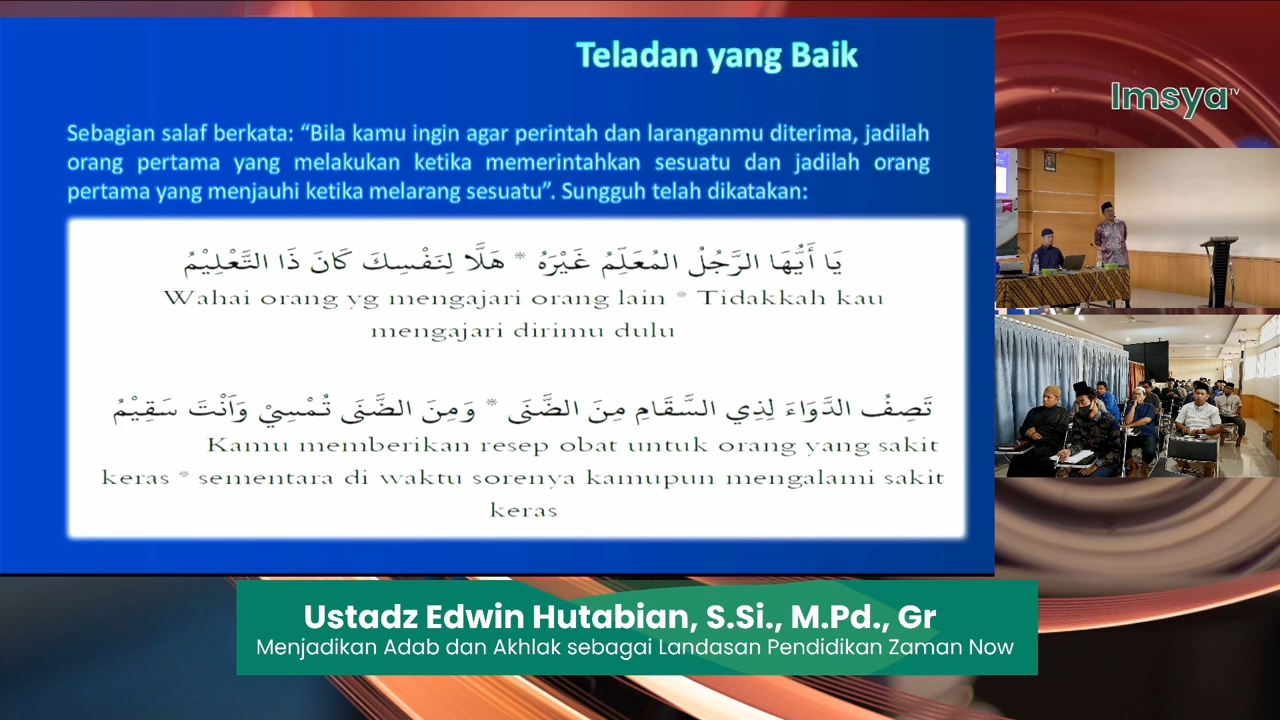 Teladan yang Baik
ImsyaTV
Sebagian salaf berkata: “Bila kamu ingin agar perintah dan laranganmu diterima, jadilah
orang pertama yang melakukan ketika memerintahkan sesuatu dan jadilah orang
pertama yang menjauhi ketika melarang sesuatu”. Sungguh telah dikatakan:
يَا أَيُّهَا الرَّجُلُ المُعَلِّمُ غَيْرَهُ * هَلَّا لِنَفْسِكَ كَانَ ذَا التَّعْلِيْمُ
Wahai orang yg mengajari orang lain * Tidakkah kau
mengajari dirimu dulu
تَصِفُ الدَّوَاءَ لِذِي السَّقَامِ مِنَ الضَّنَى * وَمِنَ الضَّنَى تُمْسِيْ وَاَنْتَ سَقِيْمُ
Kamu memberikan resep obat untuk orang yang sakit
keras * sementara di waktu sorenya kamupun mengalami sakit
keras
Ustadz Edwin Hutabian, S.Si., M.Pd., Gr
Menjadikan Adab dan Akhlak sebagai Landasan Pendidikan Zaman Now